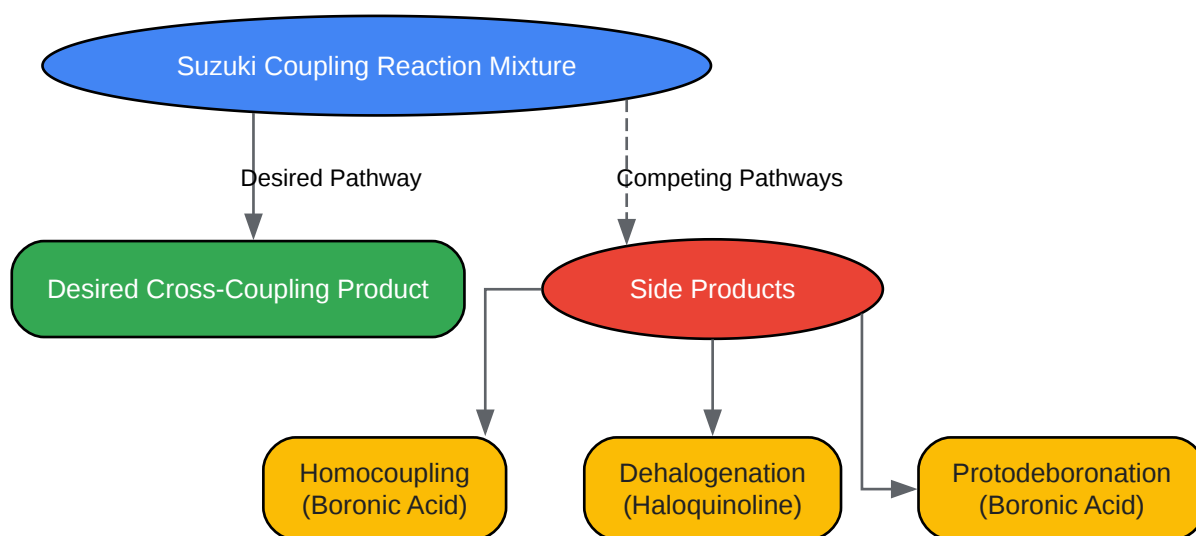 Suzuki Coupling Reaction Mixture
Desired Pathway
Competing Pathways
Desired Cross-Coupling Product
Side Products
Homocoupling
(Boronic Acid)
Dehalogenation
(Haloquinoline)
Protodeboronation
(Boronic Acid)